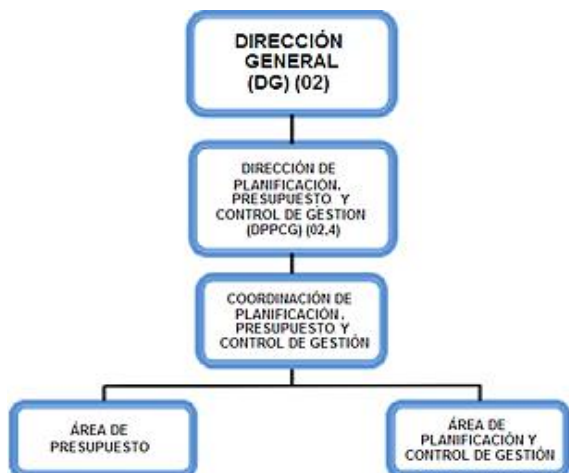 DIRECCIÓN
GENERAL
(DG) (02)
DIRECCIÓN DE
PLANIFICACIÓN.
PRESUPUESTO Y
CONTROL DE GESTION
(DPPCG) (02,4)
COORDINACIÓN DE
PLANIFICACIÓN.
PRESUPUESTO Y
CONTROL DE GESTIÓN
ÁREA DE
PRESUPUESTO
ÁREA DE
PLANIFICACIÓN Y
CONTROL DE GESTIÓN